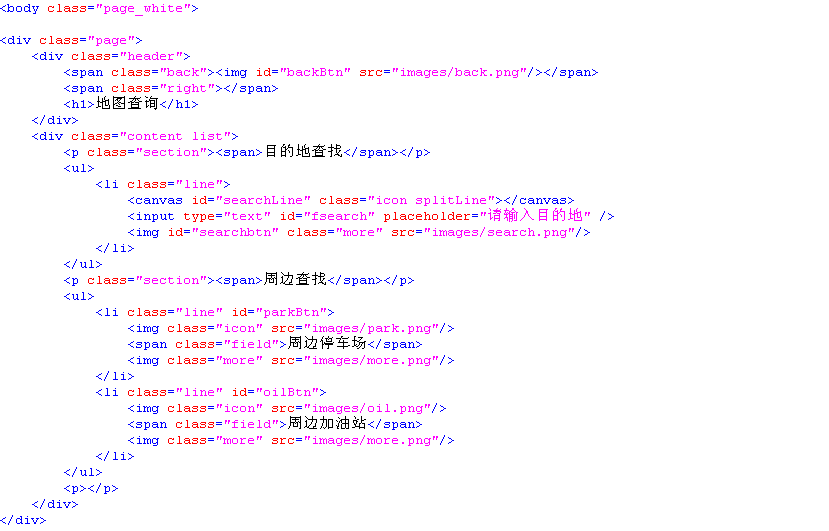 <body class="page_white">
<div class="page">
<div class="header">
<span class="back"><img id="backBtn" src="images/back.png"/></span>
<span class="right"></span>
<h1>地图查询</h1>
</div>
<div class="content list">
<p class="section"><span>目的地查找</span></p>
<ul>
<li class="line">
<canvas id="searchLine" class="icon splitLine"></canvas>
<input type="text" id="fsearch" placeholder="请输入目的地" />
<img id="searchbtn" class="more" src="images/search.png"/>
</li>
</ul>
<p class="section"><span>周边查找</span></p>
<ul>
<li class="line" id="parkBtn">
<img class="icon" src="images/park.png"/>
<span class="field">周边停车场</span>
<img class="more" src="images/more.png"/>
</li>
<li class="line" id="oilBtn">
<img class="icon" src="images/oil.png"/>
<span class="field">周边加油站</span>
<img class="more" src="images/more.png"/>
</li>
</ul>
<p></p>
</div>
</div>